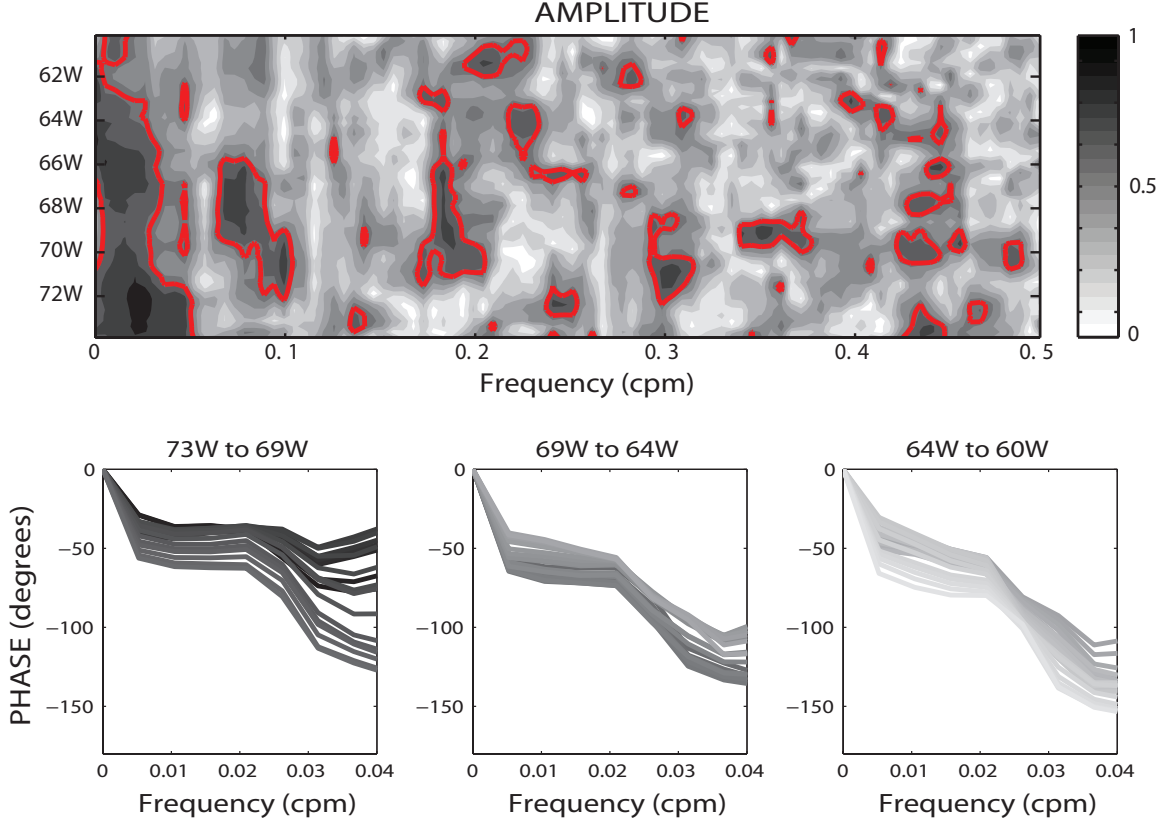 AMPLITUDE
62W
64W
66W
68W
70W
72W
0 0. 1 0. 2 0. 3 0. 4 0. 5
Frequency (cpm)
1
0.5
0
73W to 69W
69W to 64W
64W to 60W
PHASE (degrees)
0
−50
−100
−150
0 0.01 0.02 0.03 0.04
Frequency (cpm)
0
−50
−100
−150
0 0.01 0.02 0.03 0.04
Frequency (cpm)
0
−50
−100
−150
0 0.01 0.02 0.03 0.04
Frequency (cpm)